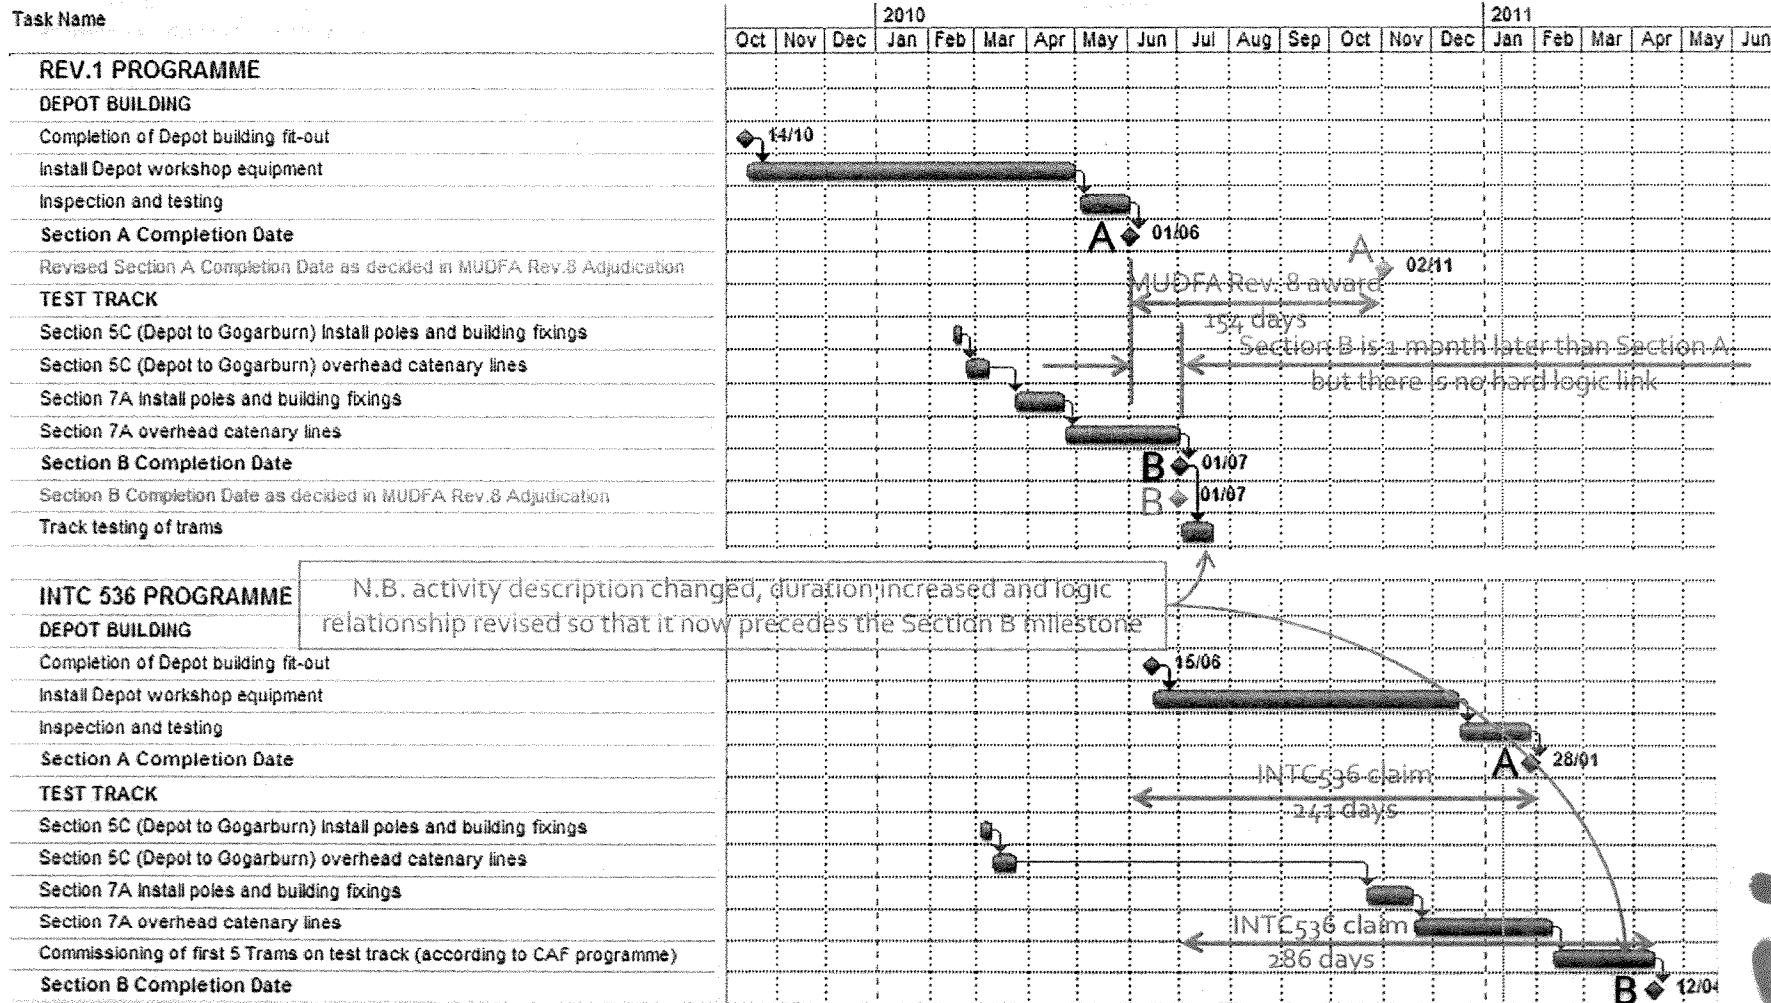 Task Name
2010 2011
Oct Nov Dec Jan Feb Mar Apr May Jun Jul Aug Sep Oct Nov Dec Jan Feb Mar Apr May Jun
REV.1 PROGRAMME
DEPOT BUILDING
Completion of Depot building fit-out 14/10
Install Depot workshop equipment
Inspection and testing
Section A Completion Date A 01/06
Revised Section A Completion Date as decided in MUDFA Rev.8 Adjudication A 02/11
MUDFA Rev. 8 award
TEST TRACK
154 days
Section 5C (Depot to Gogarburn) Install poles and building fixings
Section B is 1 month later than Section A
Section 5C (Depot to Gogarburn) overhead catenary lines
but there is no hard logic link
Section 7A Install poles and building fixings
Section 7A overhead catenary lines
Section B Completion Date B 01/07
Section B Completion Date as decided in MUDFA Rev.8 Adjudication B 01/07
Track testing of trams
N.B. activity description changed, duration increased and logic
relationship revised so that it now precedes the Section B milestone
INTC 536 PROGRAMME
DEPOT BUILDING
Completion of Depot building fit-out 15/06
Install Depot workshop equipment
Inspection and testing
Section A Completion Date A 28/01
INTC536 claim
TEST TRACK
241 days
Section 5C (Depot to Gogarburn) Install poles and building fixings
Section 5C (Depot to Gogarburn) overhead catenary lines
Section 7A Install poles and building fixings
Section 7A overhead catenary lines
INTC536 claim
Commissioning of first 5 Trams on test track (according to CAF programme)
286 days
Section B Completion Date B 12/04